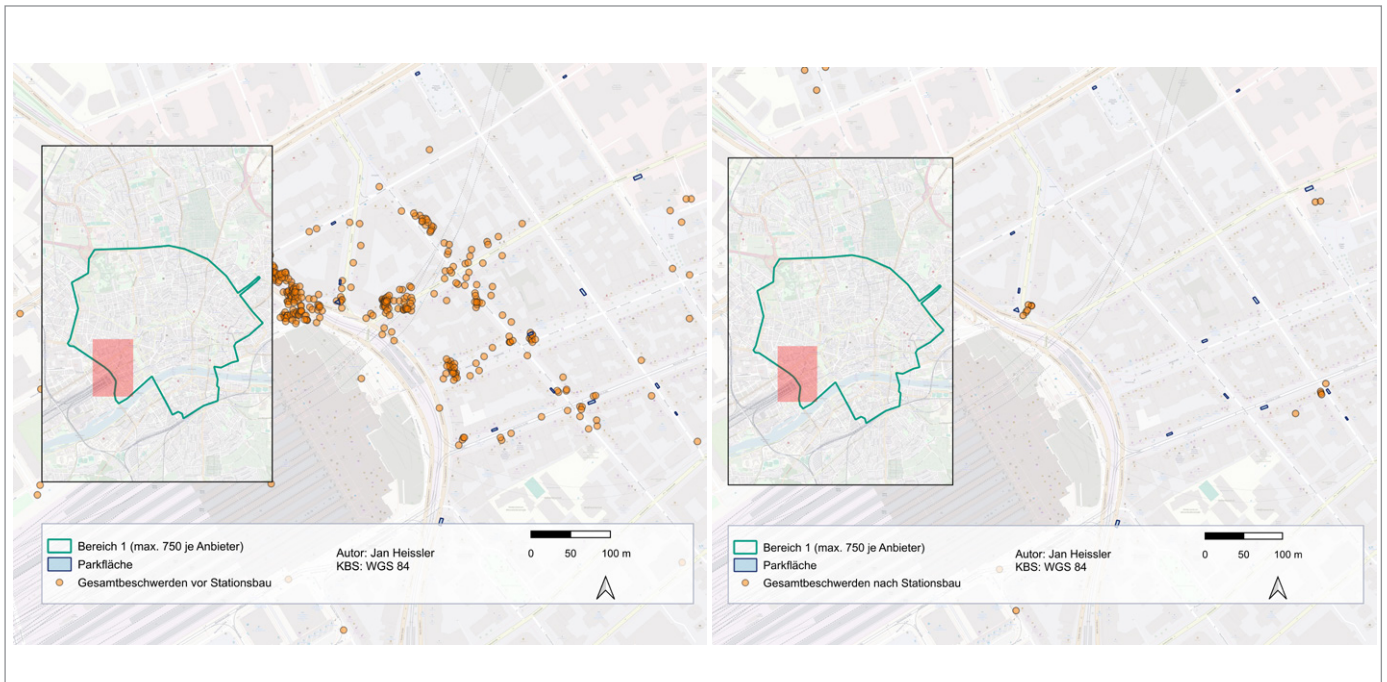 Bereich 1 (max. 750 je Anbieter)
Parkfläche
Gesamtbeschwerden vor Stationsbau
Autor: Jan Heissler
KBS: WGS 84
0 50 100 m
Bereich 1 (max. 750 je Anbieter)
Parkfläche
Gesamtbeschwerden nach Stationsbau
Autor: Jan Heissler
KBS: WGS 84
0 50 100 m